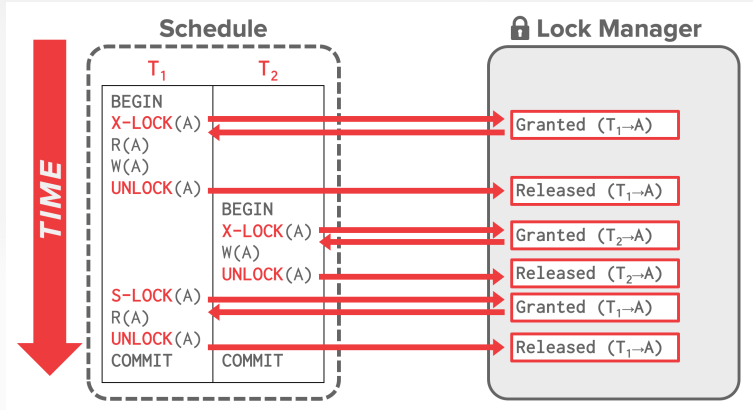 Schedule
Lock Manager
TIME
T₁ T₂
BEGIN
X-LOCK(A)
Granted (T₁→A)
R(A)
W(A)
UNLOCK(A)
Released (T₁→A)
BEGIN
X-LOCK(A)
Granted (T₂→A)
W(A)
UNLOCK(A)
Released (T₂→A)
S-LOCK(A)
Granted (T₁→A)
R(A)
UNLOCK(A)
Released (T₁→A)
COMMIT COMMIT